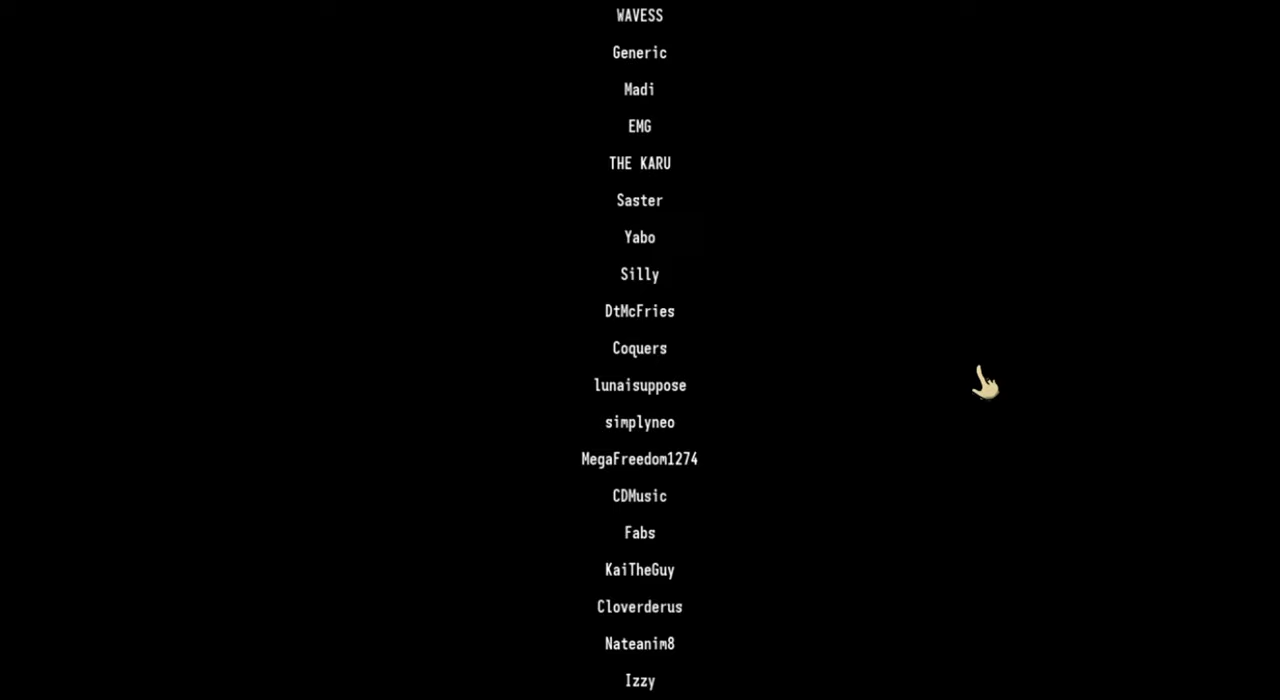 WAVESS
Generic
Madi
EMG
THE KARU
Saster
Yabo
Silly
DtMcFries
Coquers
lunaisuppose
simplyneo
MegaFreedom1274
CDMusic
Fabs
KaiTheGuy
Cloverderus
Nateanim8
Izzy